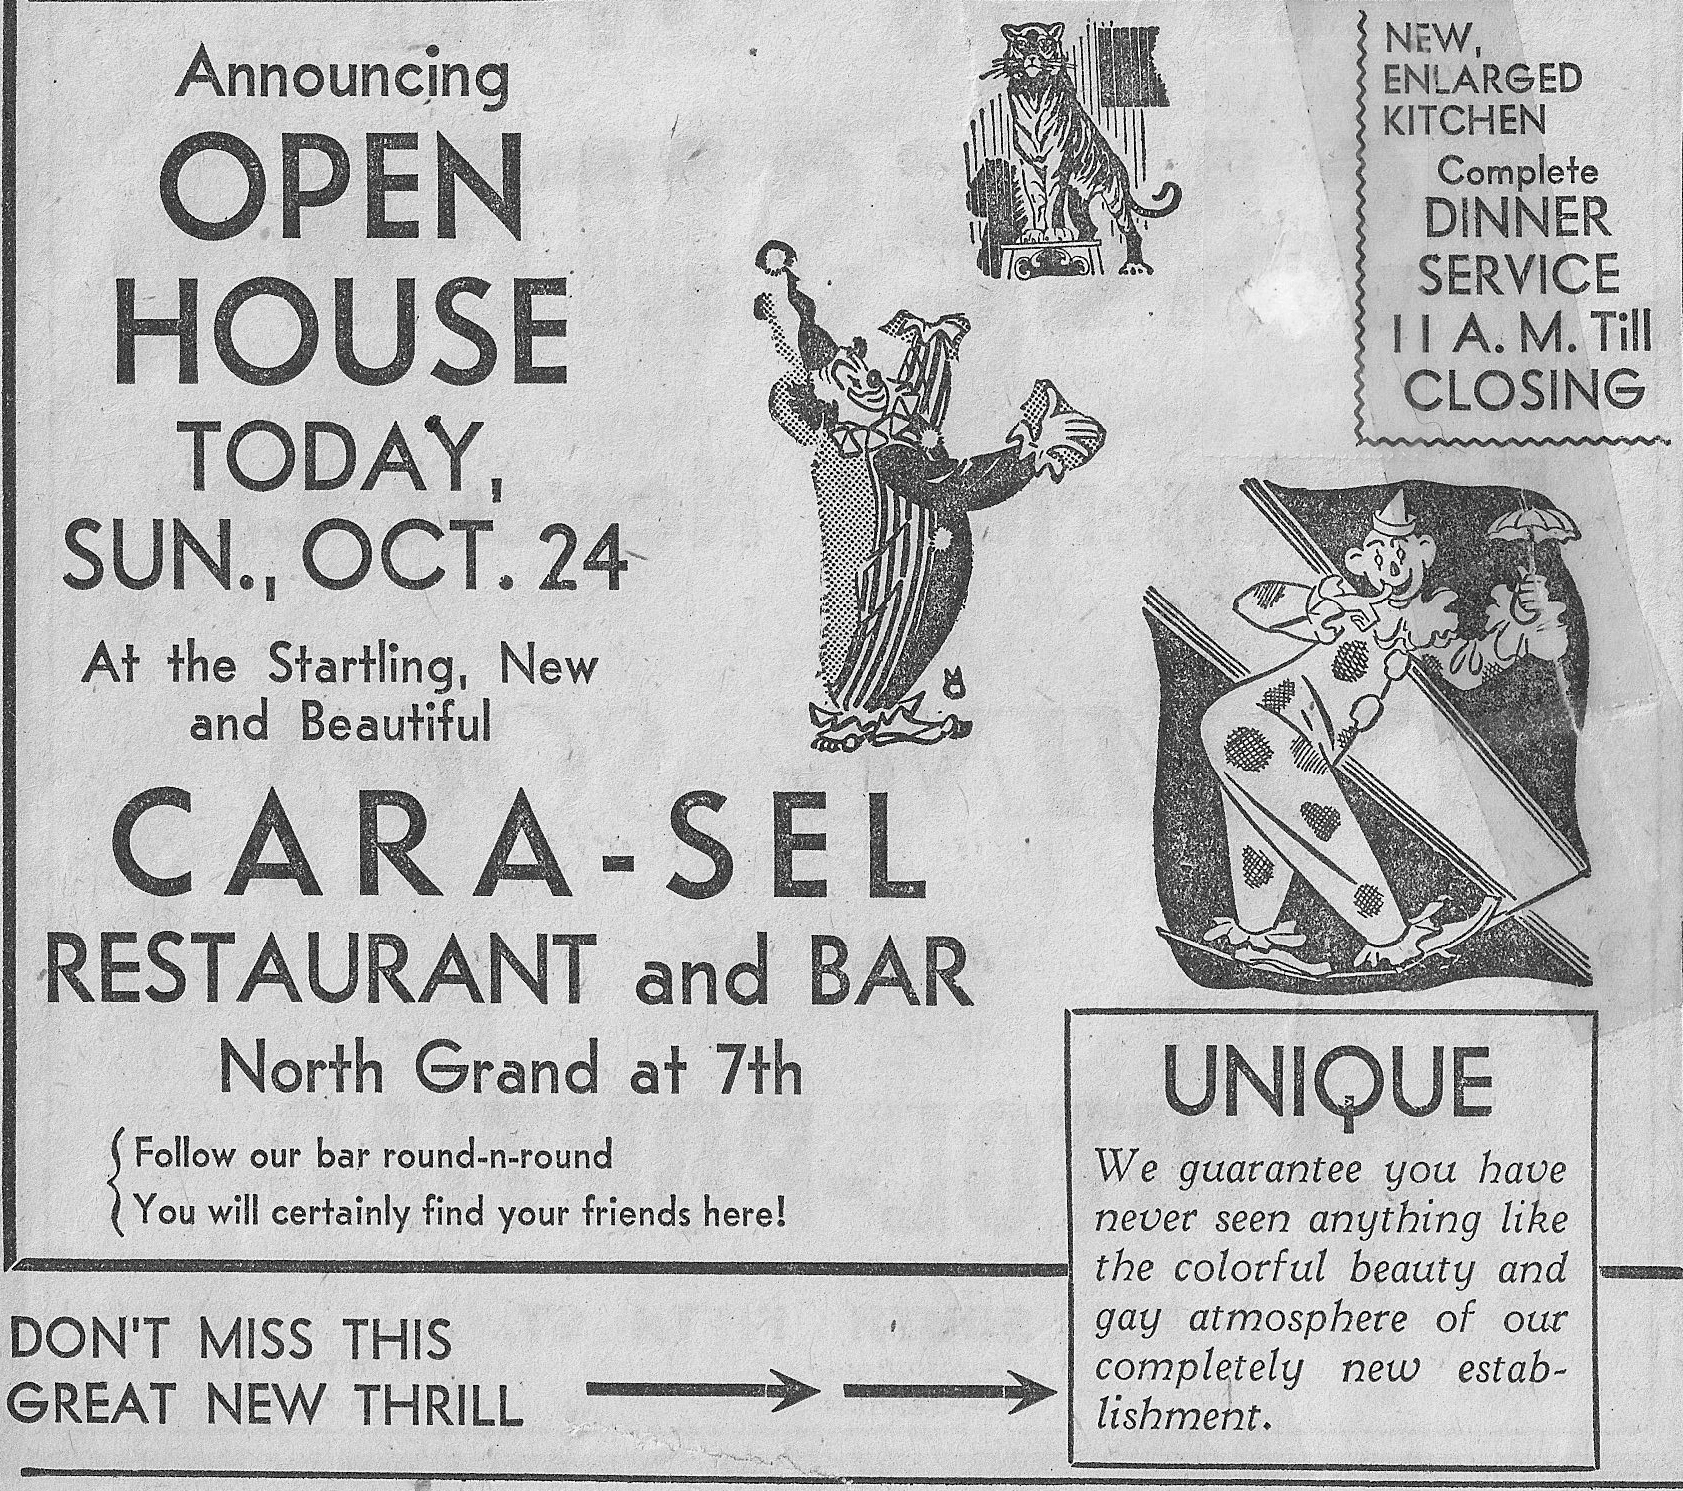 Announcing
OPEN
HOUSE
TODAY,
SUN., OCT. 24
At the Startling, New
and Beautiful
CARA-SEL
RESTAURANT and BAR
North Grand at 7th
Follow our bar round-n-round
You will certainly find your friends here!
NEW,
ENLARGED
KITCHEN
Complete
DINNER
SERVICE
11 A. M. Till
CLOSING
DON'T MISS THIS
GREAT NEW THRILL
UNIQUE
We guarantee you have
never seen anything like
the colorful beauty and
gay atmosphere of our
completely new estab-
lishment.